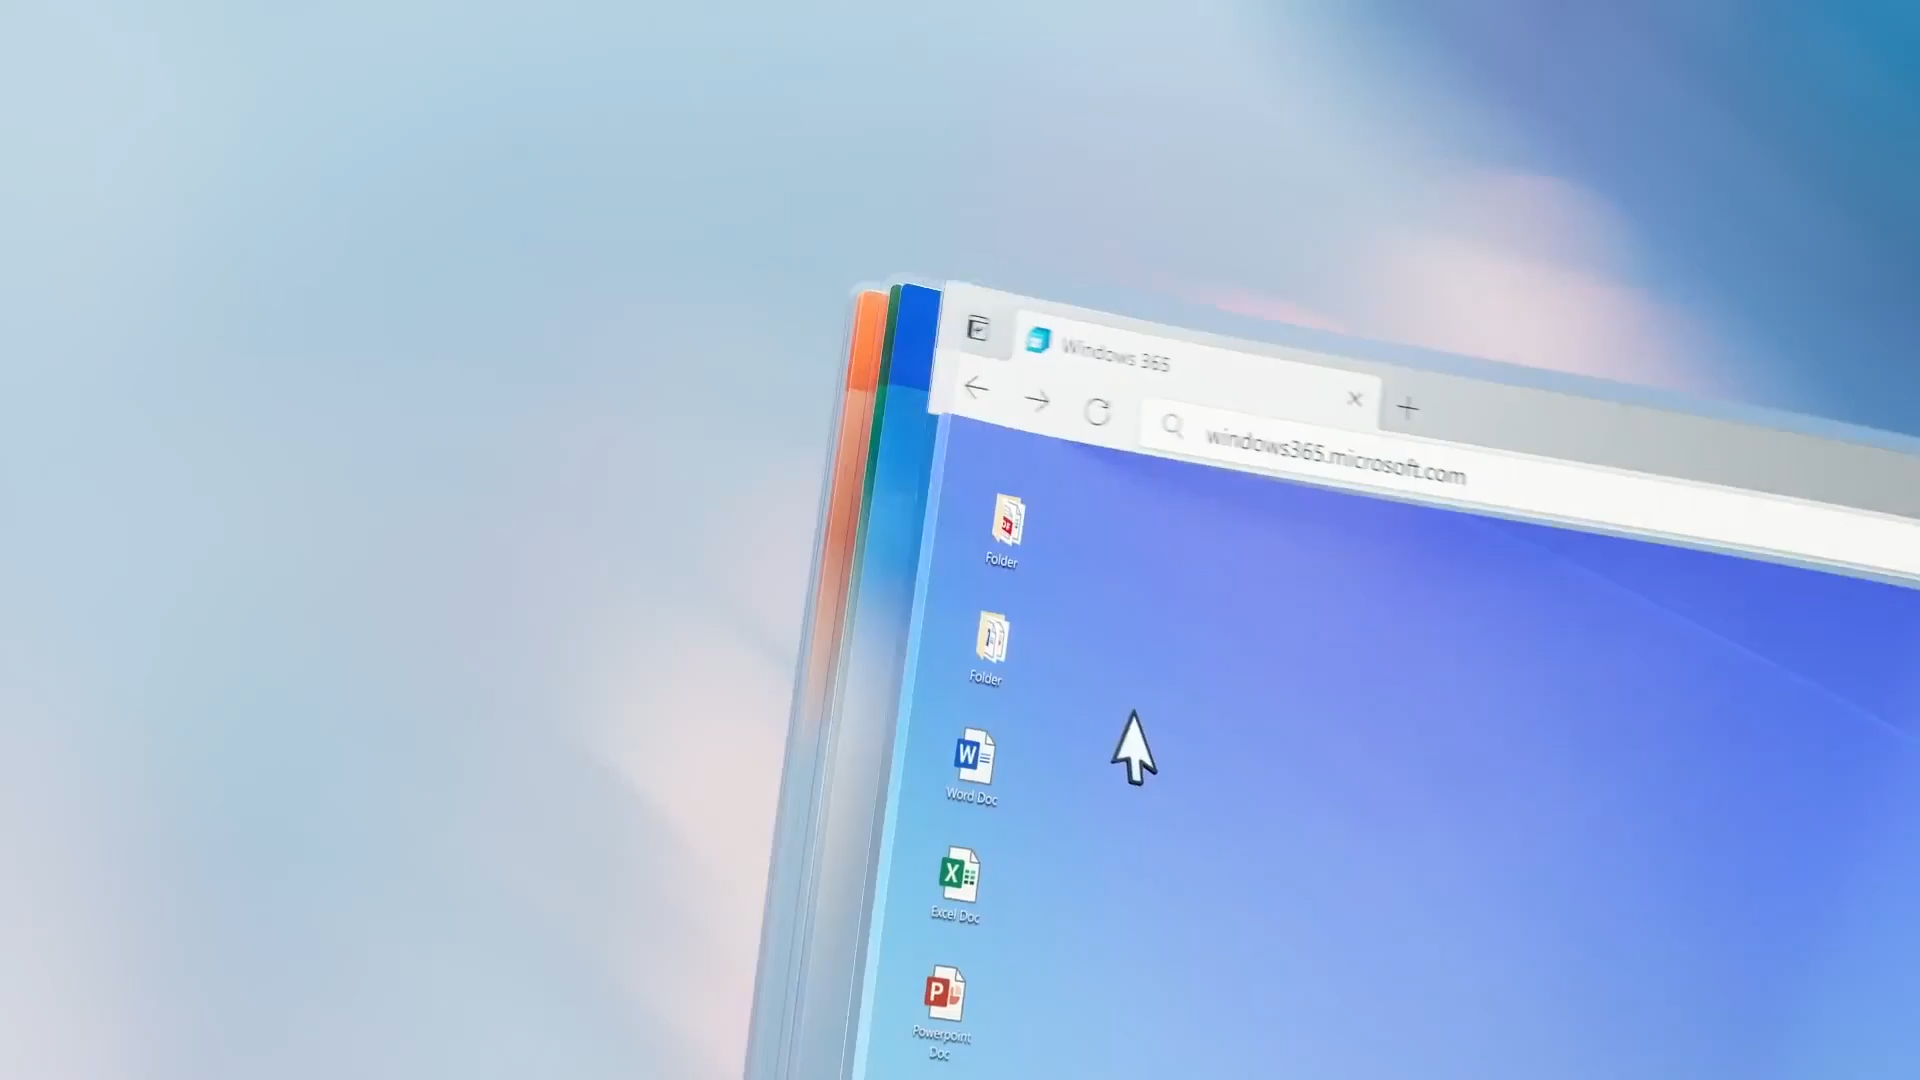 Windows 365
windows365.microsoft.com
Folder
Folder
W
Word Doc
X
Excel Doc
P
Powerpoint
Doc